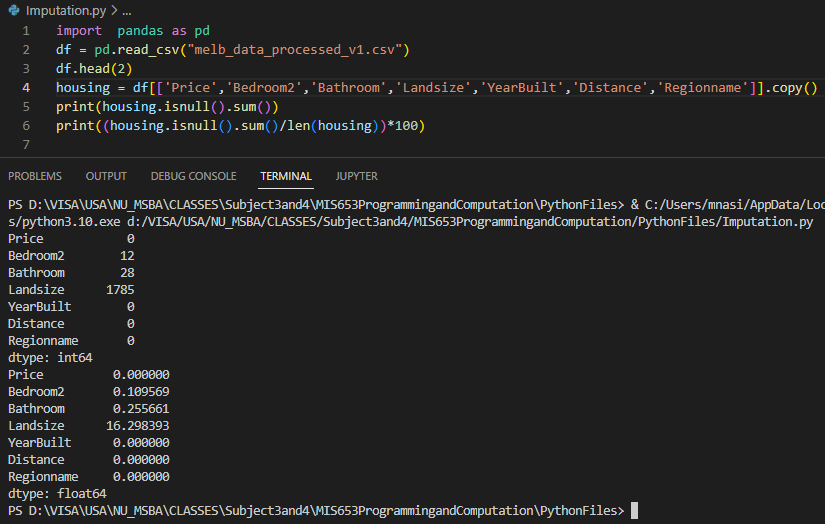 Imputation.py > ...
1 import  pandas as pd
2 df = pd.read_csv("melb_data_processed_v1.csv")
3 df.head(2)
4 housing = df[['Price','Bedroom2','Bathroom','Landsize','YearBuilt','Distance','Regionname']].copy()
5 print(housing.isnull().sum())
6 print((housing.isnull().sum()/len(housing))*100)
7
PROBLEMS OUTPUT DEBUG CONSOLE TERMINAL JUPYTER
PS D:\VISA\USA\NU_MSBA\CLASSES\Subject3and4\MIS653ProgrammingandComputation\PythonFiles> & C:/Users/mnasi/AppData/Loc
s/python3.10.exe d:/VISA/USA/NU_MSBA/CLASSES/Subject3and4/MIS653ProgrammingandComputation/PythonFiles/Imputation.py
Price 0
Bedroom2 12
Bathroom 28
Landsize 1785
YearBuilt 0
Distance 0
Regionname 0
dtype: int64
Price 0.000000
Bedroom2 0.109569
Bathroom 0.255661
Landsize 16.298393
YearBuilt 0.000000
Distance 0.000000
Regionname 0.000000
dtype: float64
PS D:\VISA\USA\NU_MSBA\CLASSES\Subject3and4\MIS653ProgrammingandComputation\PythonFiles>